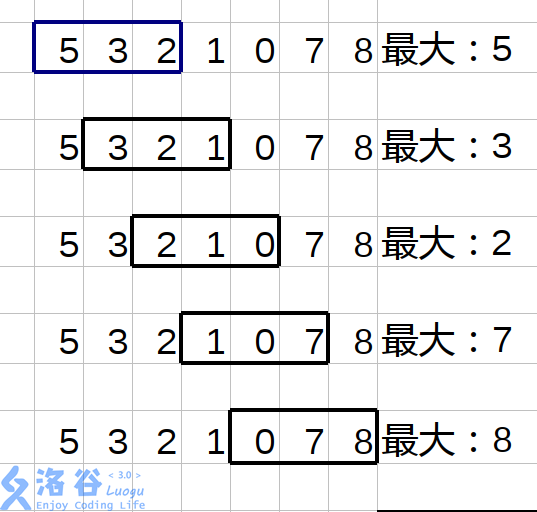 5 3 2 1 0 7 8 最大：5
5 3 2 1 0 7 8 最大：3
5 3 2 1 0 7 8 最大：2
5 3 2 1 0 7 8 最大：7
5 3 2 1 0 7 8 最大：8
洛谷 < 3.0 >
Luogu
Enjoy Coding Life